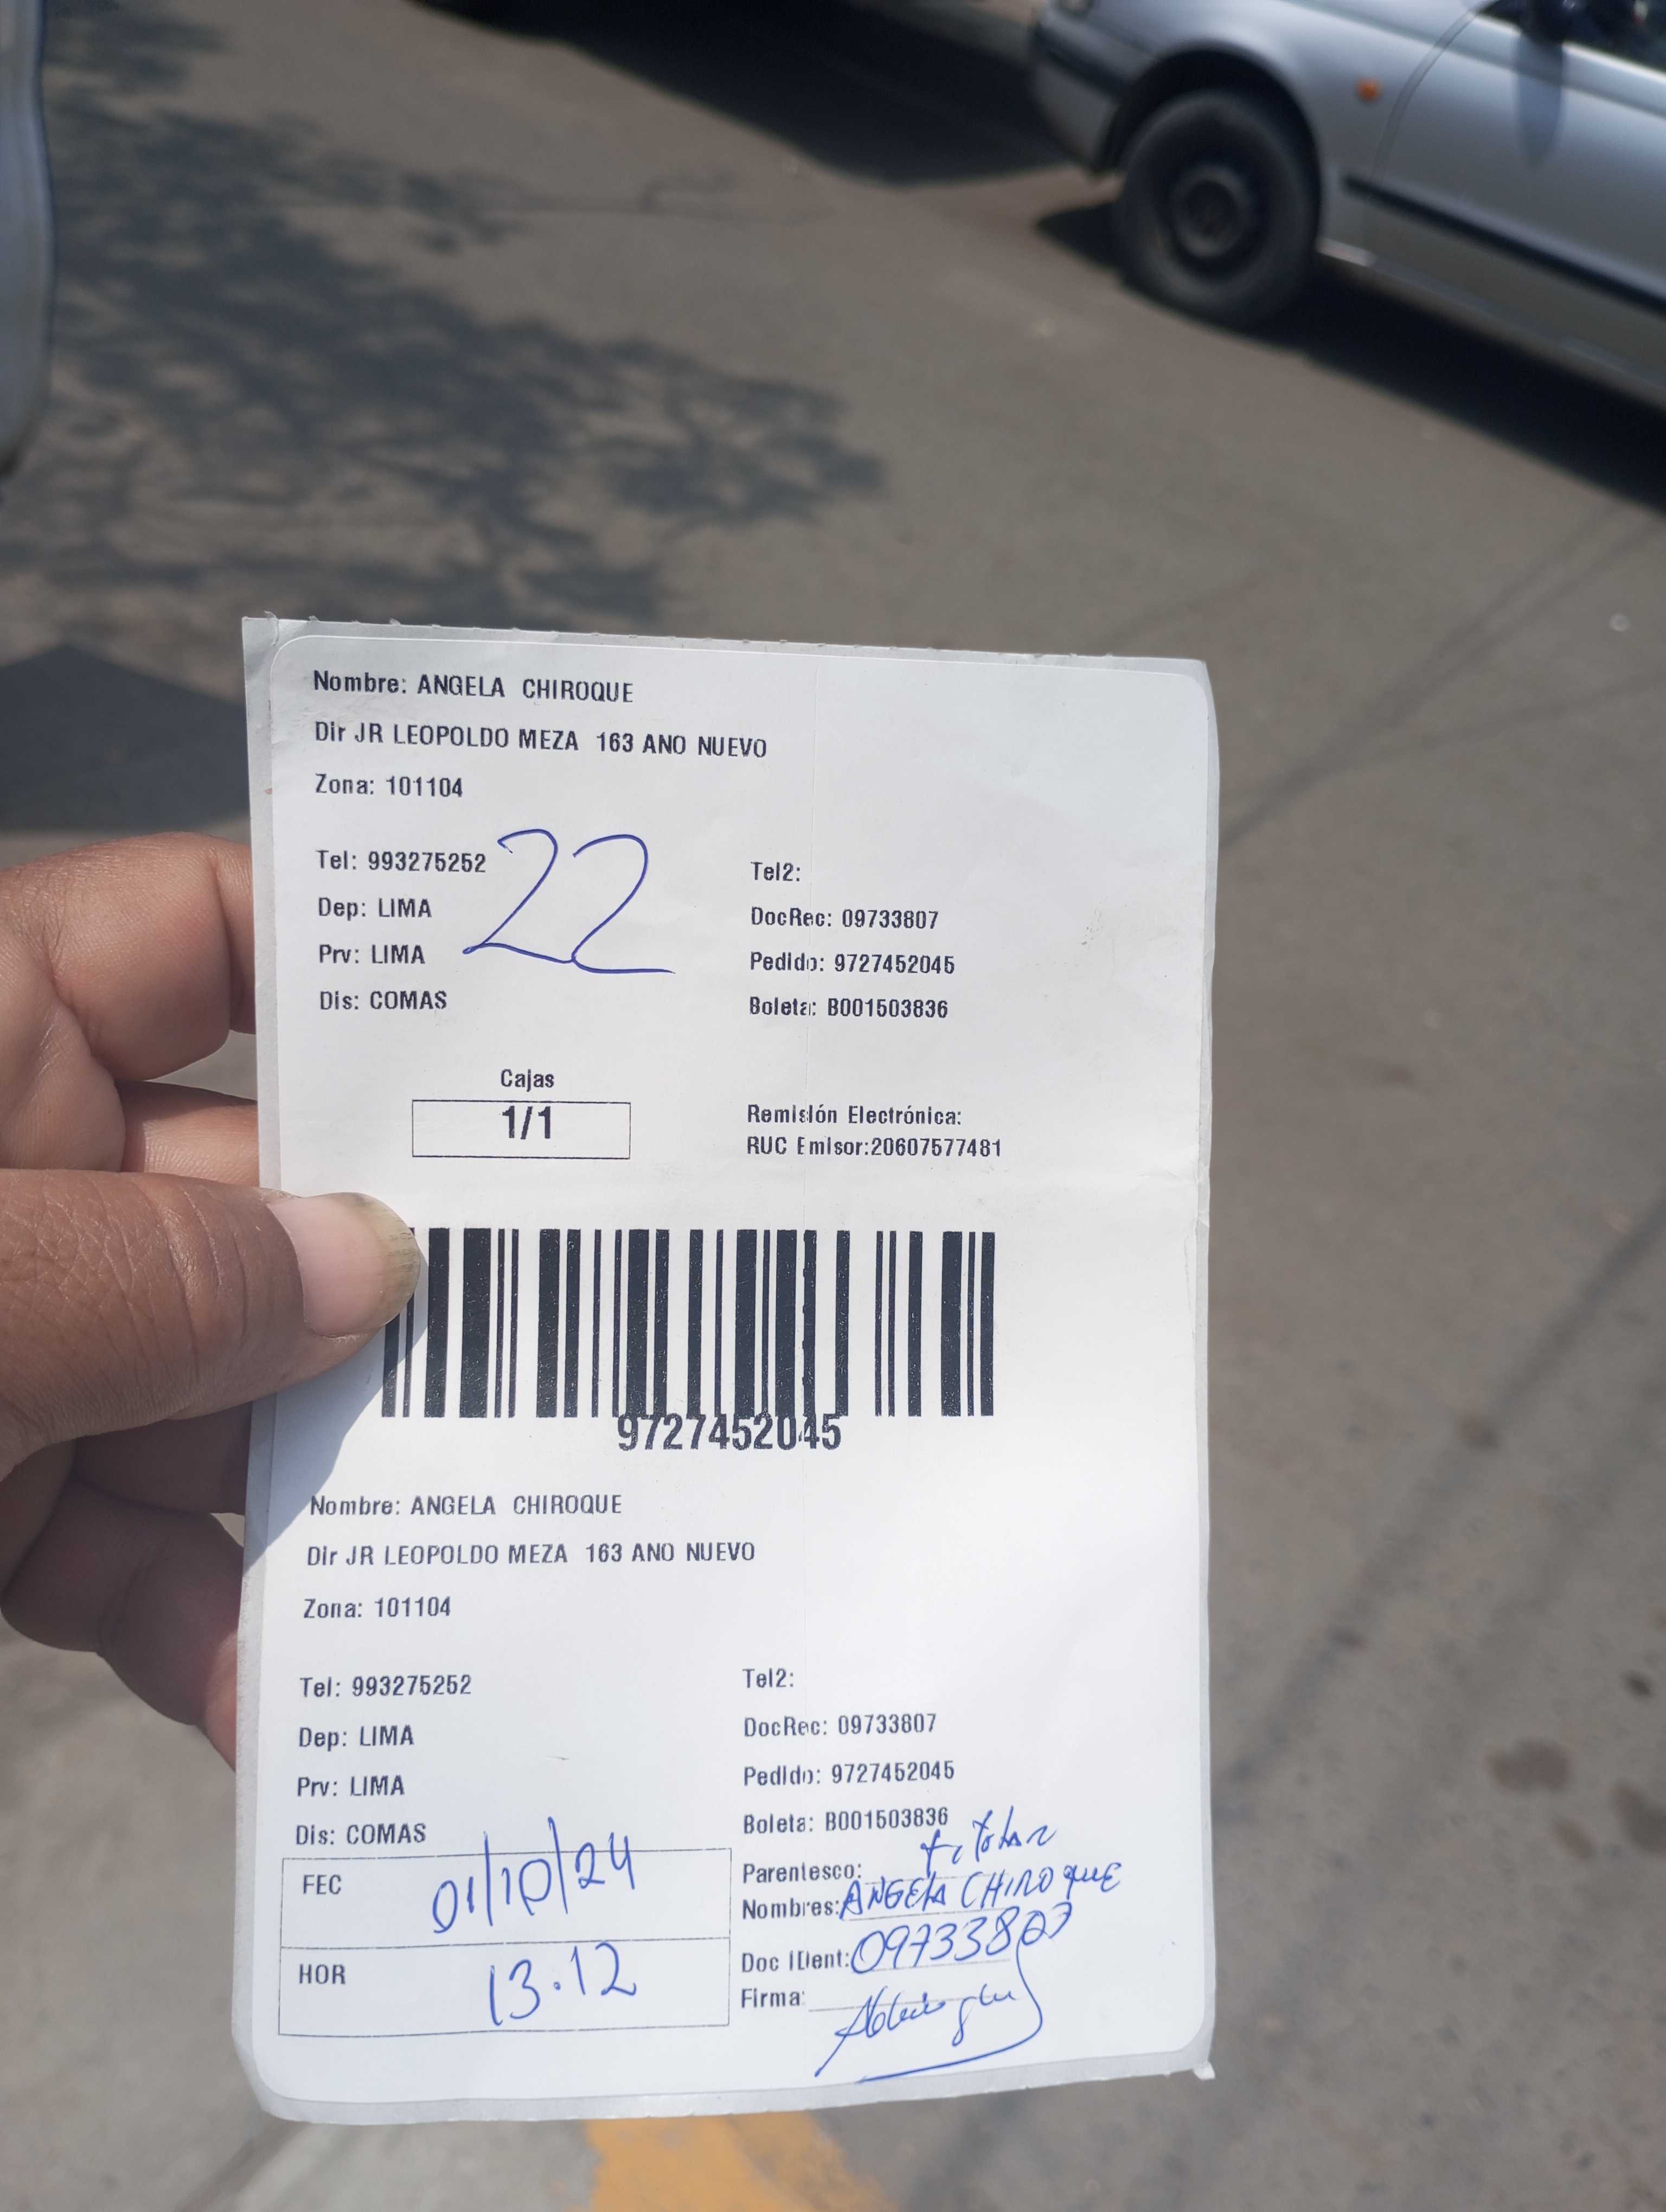 Nombre: ANGELA CHIROQUE
Dir JR LEOPOLDO MEZA 163 ANO NUEVO
Zona: 101104
22
Tel: 993275252
Tel2:
Dep: LIMA
DocRec: 09733807
Prv: LIMA
Pedido: 9727452045
Dis: COMAS
Boleta: B001503836
Cajas
1/1
Remisión Electrónica:
RUC Emisor:20607577481
9727452045
Nombre: ANGELA CHIROQUE
Dir JR LEOPOLDO MEZA 163 ANO NUEVO
Zona: 101104
Tel: 993275252
Tel2:
Dep: LIMA
DocRec: 09733807
Prv: LIMA
Pedido: 9727452045
Dis: COMAS
Boleta: B001503836
FEC 01/10/24
HOR 13.12
Parentesco: titular
Nombres: ANGELA CHIROQUE
Doc IDent: 09733807
Firma: